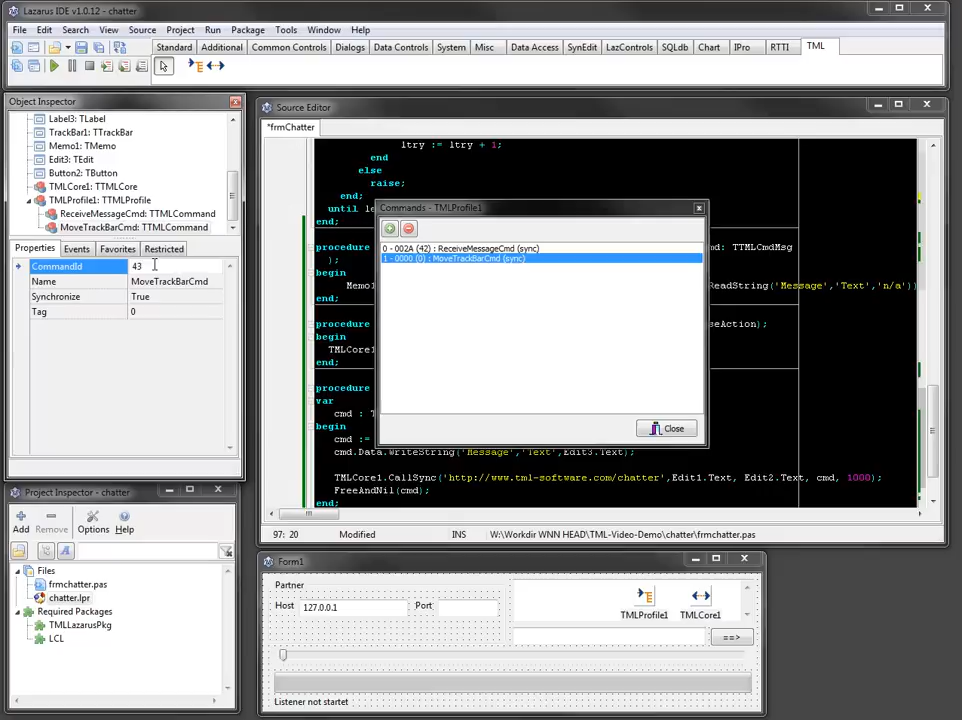 Lazarus IDE v1.0.12 - chatter
File Edit Search View Source Project Run Package Tools Window Help
Standard Additional Common Controls Dialogs Data Controls System Misc Data Access SynEdit LazControls SQLdb Chart IPro RTTI TML
Object Inspector
Label3: TLabel
TrackBar1: TTrackBar
Memo1: TMemo
Edit3: TEdit
Button2: TButton
TMLCore1: TTMLCore
TMLProfile1: TTMLProfile
ReceiveMessageCmd: TTMLCommand
MoveTrackBarCmd: TTMLCommand
Properties Events Favorites Restricted
CommandId 43
Name MoveTrackBarCmd
Synchronize True
Tag 0
Source Editor
*frmChatter
ltry := ltry + 1;
end
else
raise;
end;
until le
end;
procedure
cmd: TTMLCmdMsg
);
begin
Memo1
ReadString('Message','Text','n/a'))
end;
procedure
seAction);
begin
TMLCore1
end;
procedure
var
cmd : T
begin
cmd :=
cmd.Data.WriteString('Message','Text',Edit3.Text);
TMLCore1.CallSync('http://www.tml-software.com/chatter',Edit1.Text, Edit2.Text, cmd, 1000);
FreeAndNil(cmd);
end;
97: 20 Modified INS W:\Workdir WNN HEAD\TML-Video-Demo\chatter\frmchatter.pas
Commands - TMLProfile1
0 - 002A (42) : ReceiveMessageCmd (sync)
1 - 0000 (0) : MoveTrackBarCmd (sync)
Close
Project Inspector - chatter
Add Remove Options Help
Files
frmchatter.pas
chatter.lpr
Required Packages
TMLLazarusPkg
LCL
Form1
Partner
Host 127.0.0.1 Port
TMLProfile1 TMLCore1
==>
Listener not startet